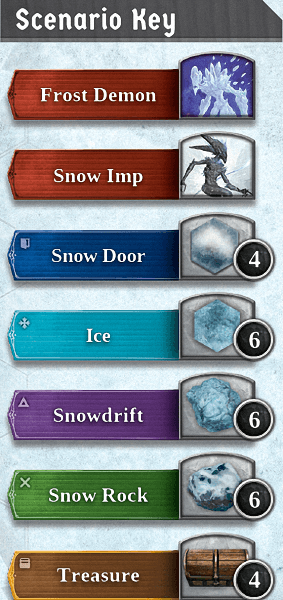 Scenario Key
Frost Demon
Snow Imp
Snow Door
4
Ice
6
Snowdrift
6
Snow Rock
6
Treasure
4